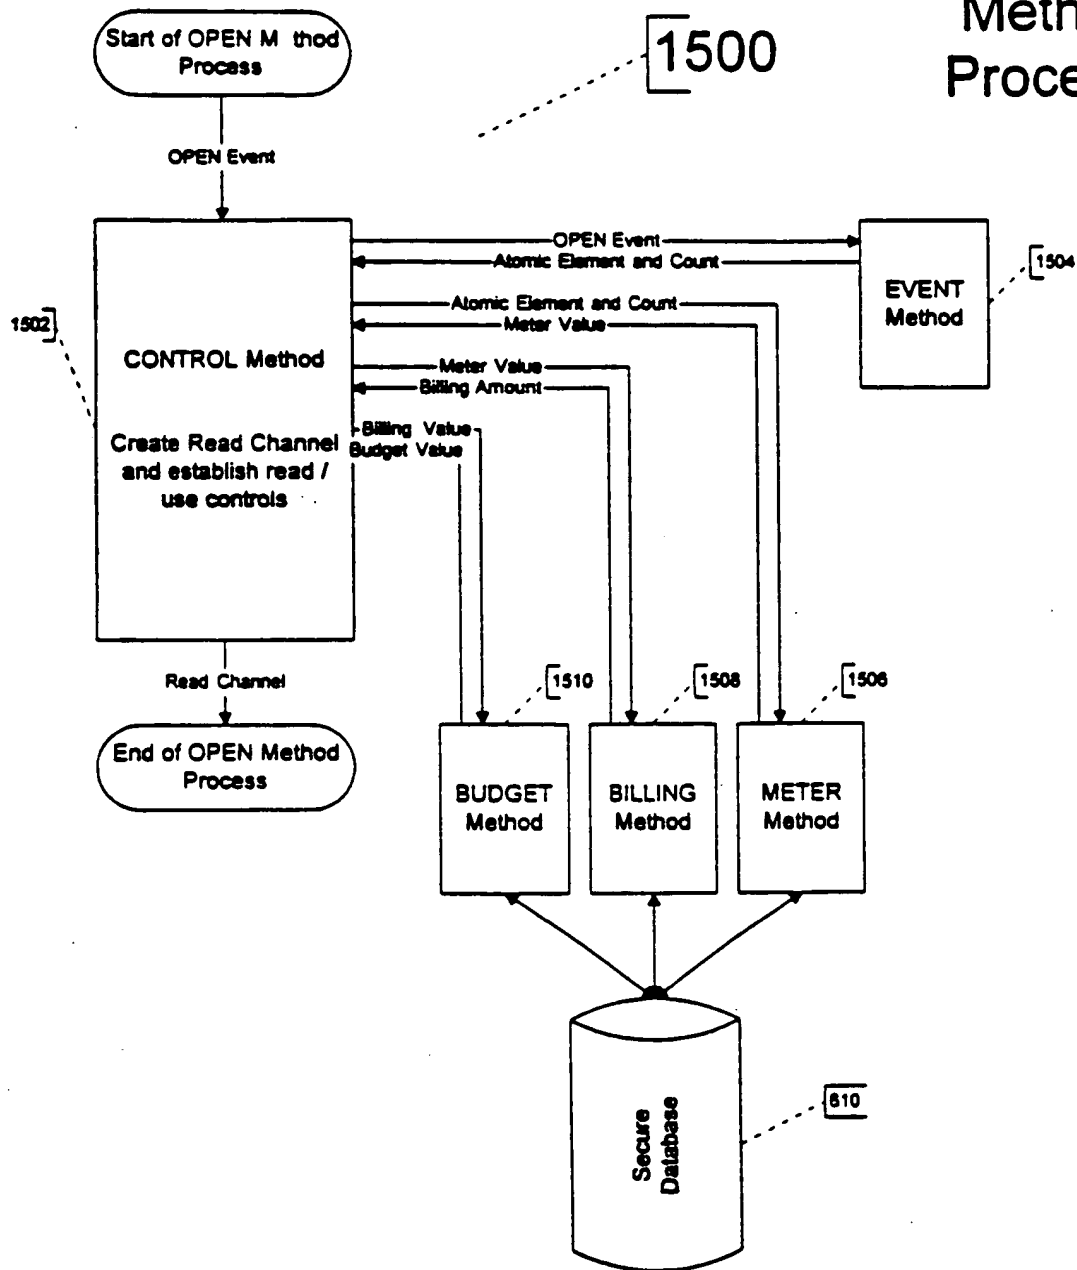 Start of OPEN M thod
Process
1500
Meth
Proce
OPEN Event
OPEN Event
Atomic Element and Count
1504
EVENT
Method
Atomic Element and Count
Meter Value
1502
CONTROL Method
Meter Value
Billing Amount
Billing Value
Budget Value
Create Read Channel
and establish read /
use controls
Read Channel
1510
1508
1506
End of OPEN Method
Process
BUDGET
Method
BILLING
Method
METER
Method
610
Secure
Database